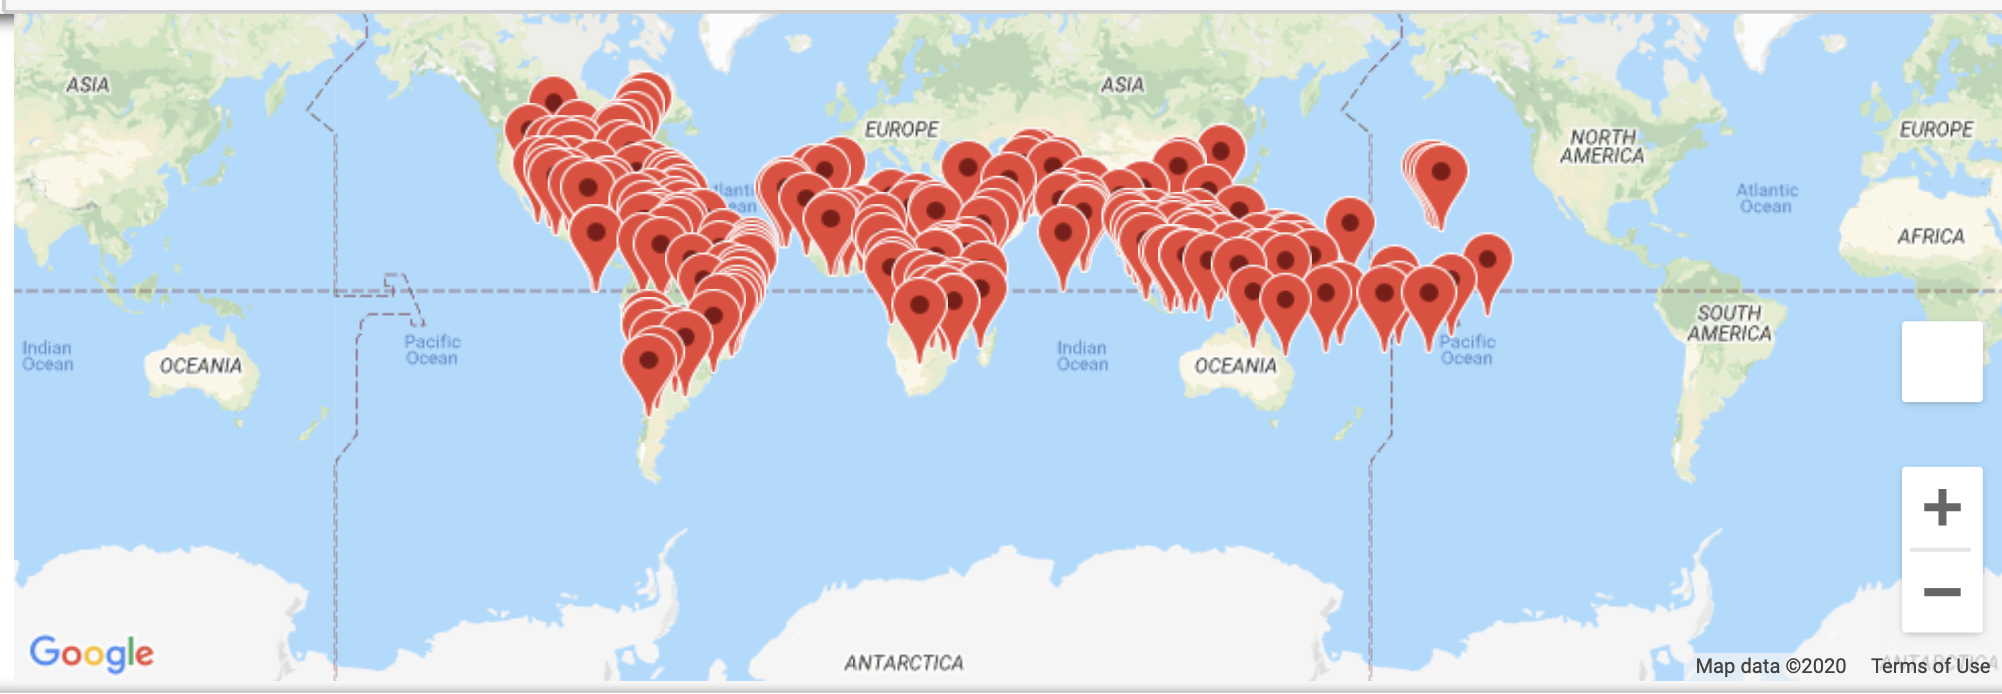 ASIA
ASIA
EUROPE
NORTH
AMERICA
EUROPE
Atlantic
Ocean
AFRICA
Indian
Ocean
OCEANIA
Pacific
Ocean
Indian
Ocean
OCEANIA
Pacific
Ocean
SOUTH
AMERICA
Google
ANTARCTICA
Map data ©2020
Terms of Use